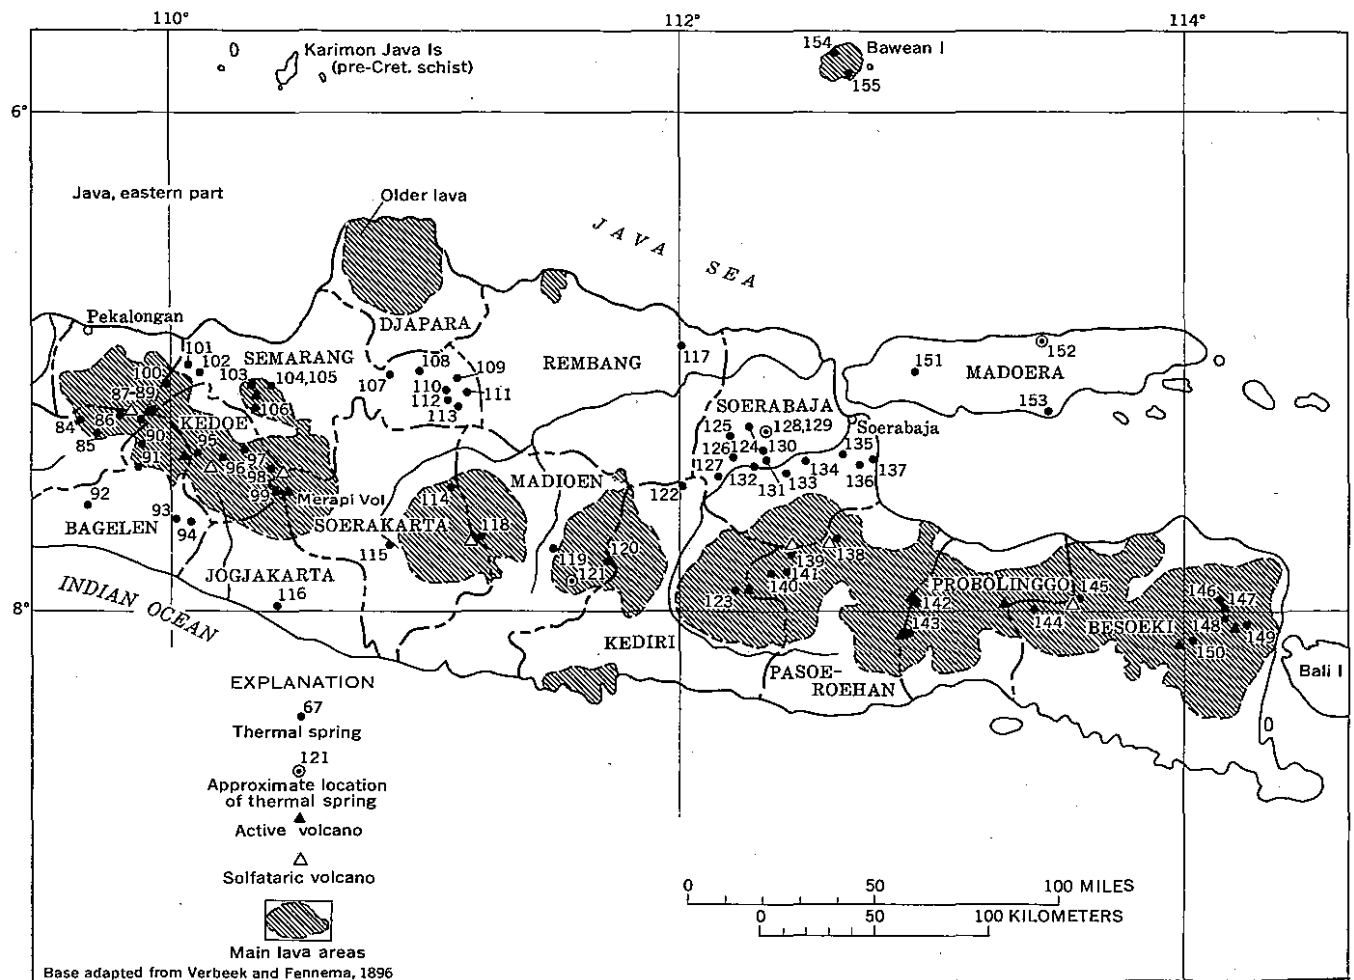 110°
112°
114°
Karimon Java Is
(pre-Cret. schist)
154
Bawean I
155
6°
Java, eastern part
Older lava
JAVA
SEA
Pekalongan
DJAPARA
SEMARANG
REMBANG
MADOERA
101
102
100
103
104,105
106
107
108
109
110
111
112
113
117
151
152
153
87-89
84
85
86
KEDOE
90
91
95
96
97
98
99
Merapi Vol
92
BAGELEN
93
94
SOERABAJA
Soerabaja
125
128,129
124
130
126
127
132
131
133
134
135
136
137
122
MADIOEN
114
SOERAKARTA
118
115
119
120
121
JOGJAKARTA
116
INDIAN OCEAN
8°
123
138
139
140
141
PROBOLINGGO
142
143
144
145
BESOEKI
146
147
148
149
150
KEDIRI
PASOE-
ROEHAN
Bali I
EXPLANATION
67
Thermal spring
121
Approximate location
of thermal spring
Active volcano
Solfataric volcano
Main lava areas
0 50 100 MILES
0 50 100 KILOMETERS
Base adapted from Verbeek and Fennema, 1896